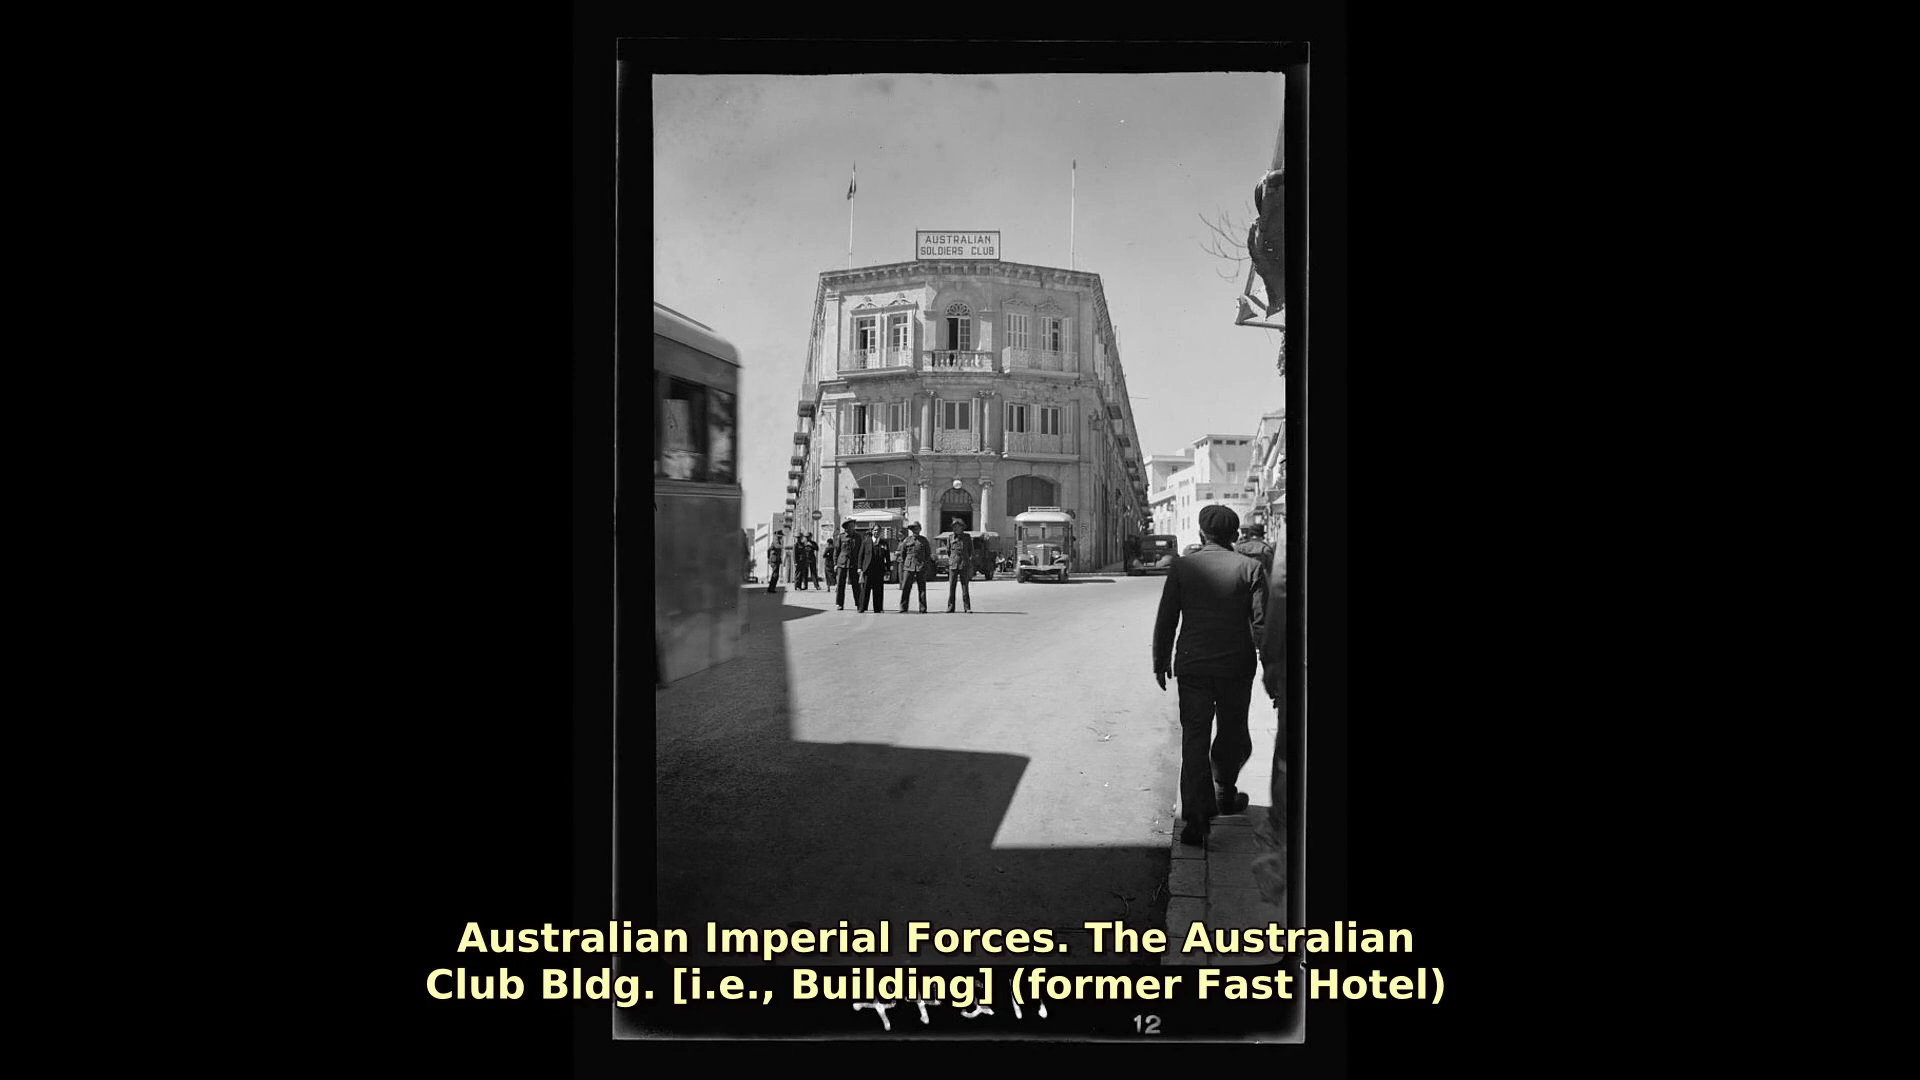 AUSTRALIAN
SOLDIERS CLUB
Australian Imperial Forces. The Australian
Club Bldg. [i.e., Building] (former Fast Hotel)
12